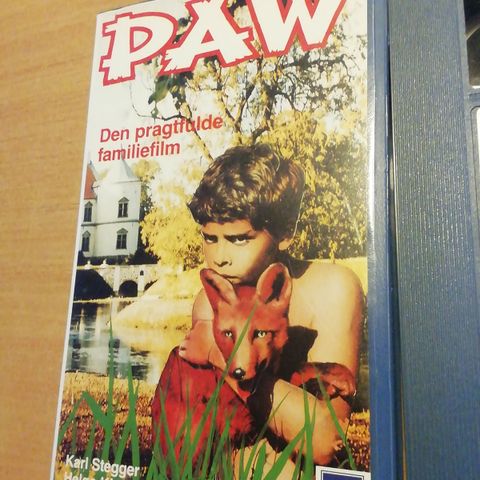 PAW
Den pragtfulde
familiefilm
Karl Stegger